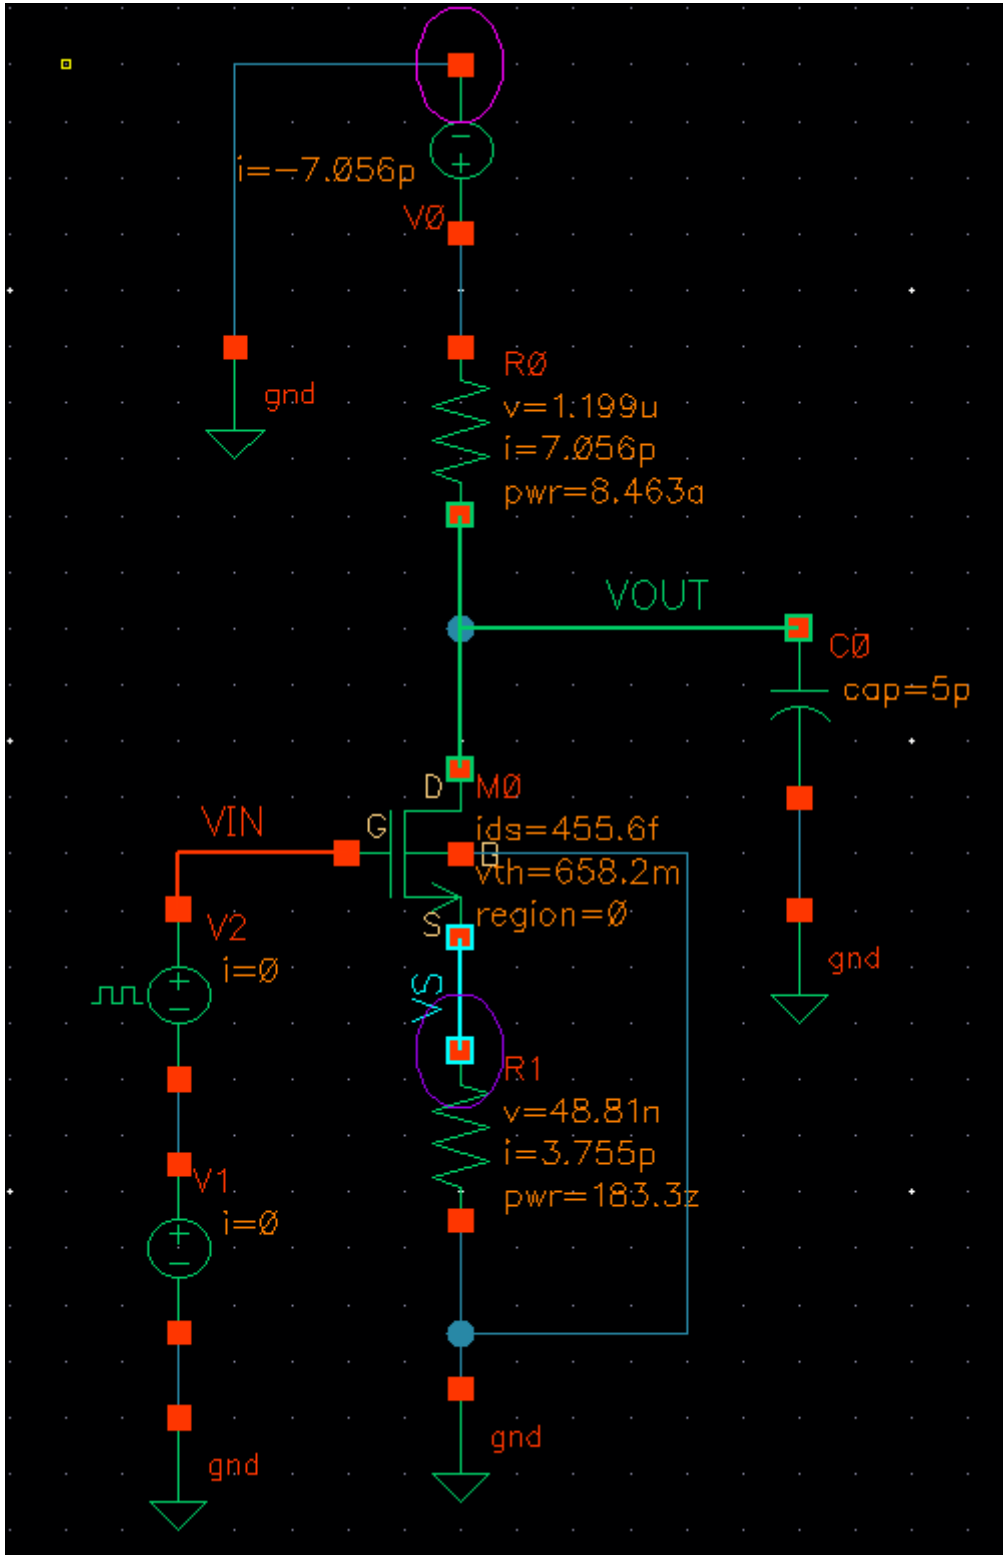 i=-7.056p
V0
R0
gnd
v=1.199u
i=7.056p
pwr=8.463a
VOUT
C0
cap=5p
D
M0
VIN
G
ids=455.6f
vth=658.2m
S
region=0
V2
i=0
gnd
VS
R1
v=48.81n
i=3.755p
V1
pwr=183.3z
i=0
gnd
gnd